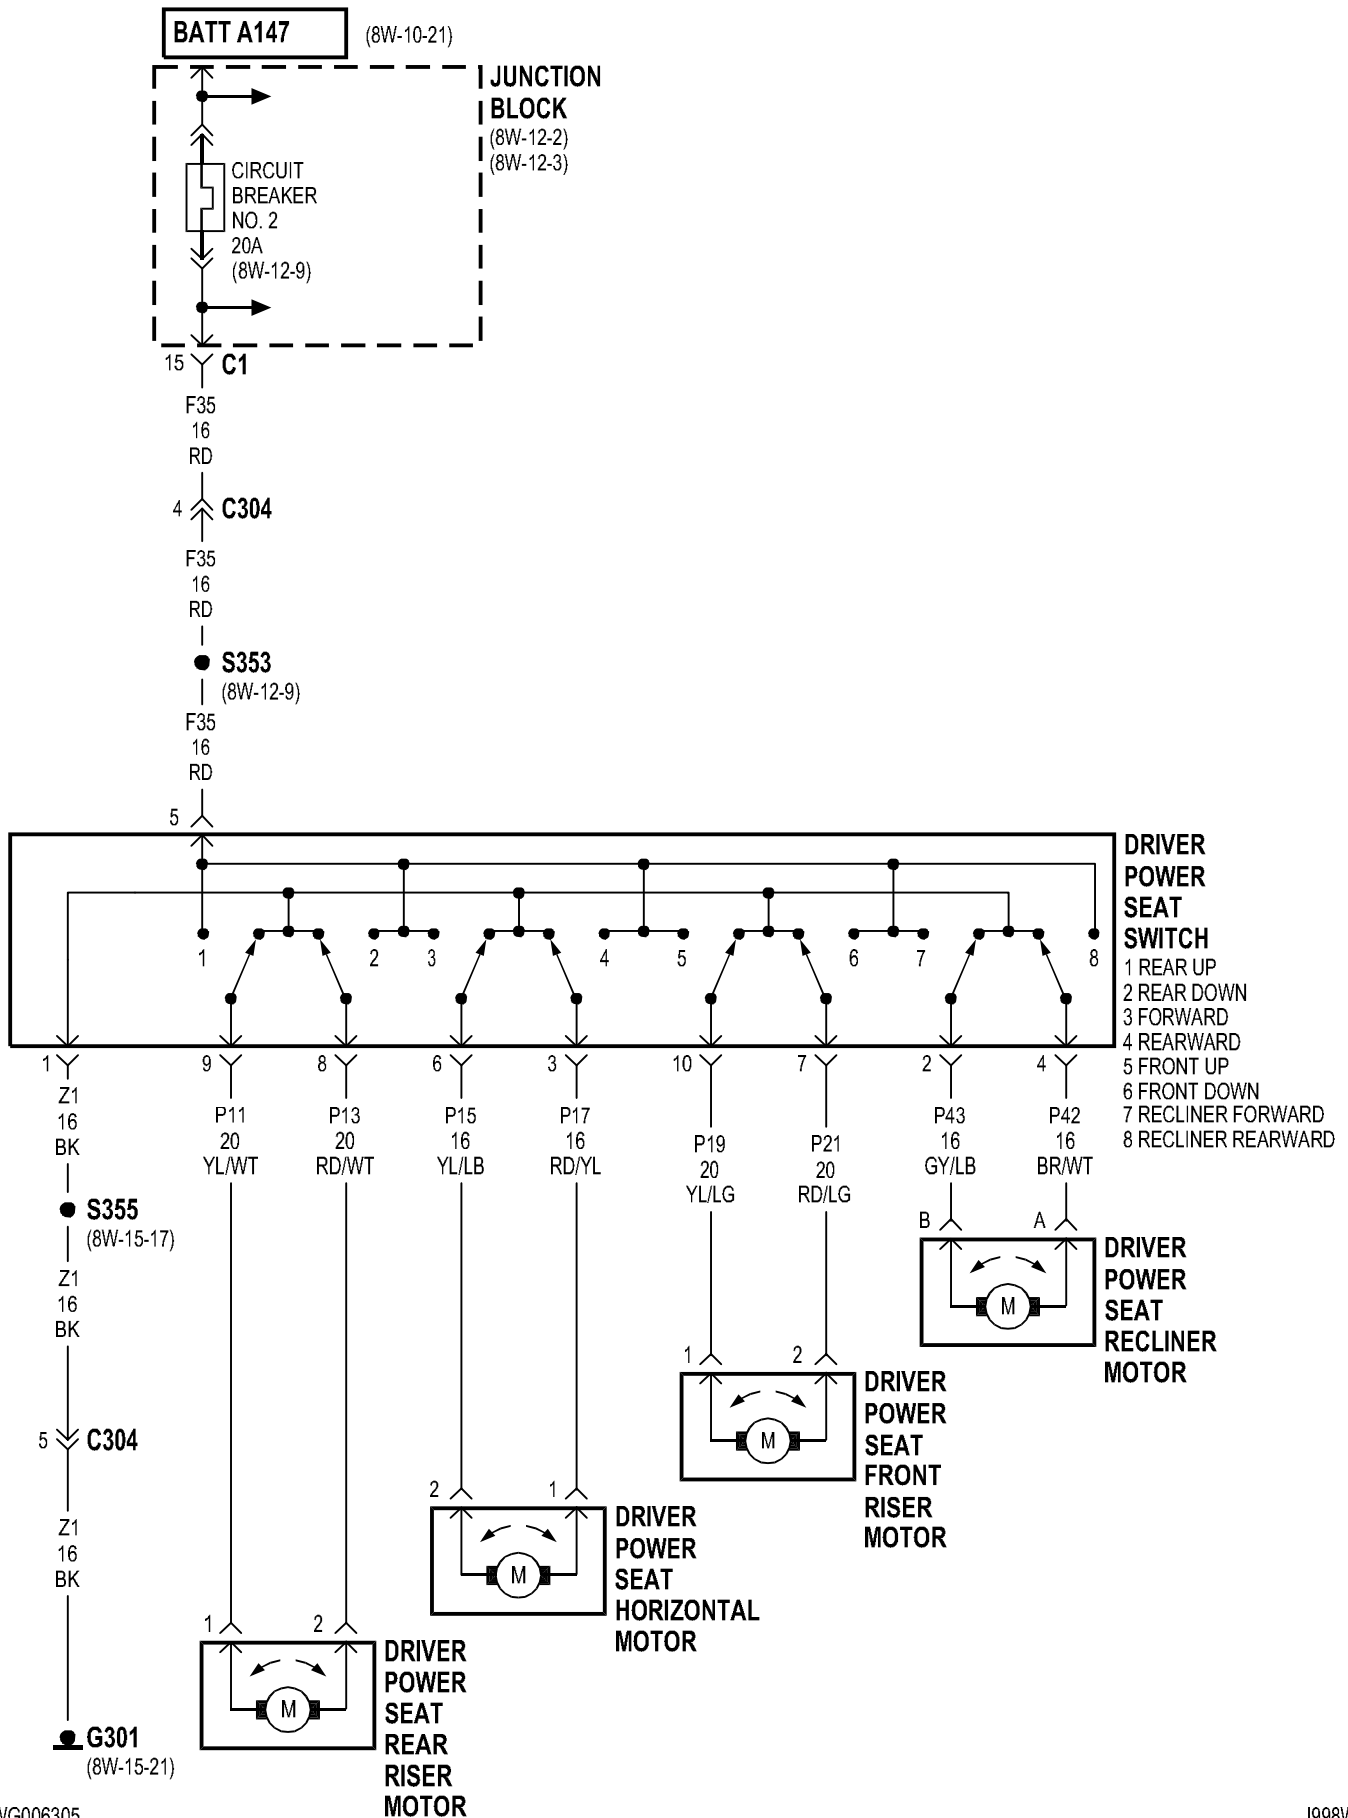 BATT A147
(8W-10-21)
JUNCTION
BLOCK
(8W-12-2)
(8W-12-3)
CIRCUIT
BREAKER
NO. 2
20A
(8W-12-9)
15
C1
F35
16
RD
4
C304
F35
16
RD
S353
(8W-12-9)
F35
16
RD
5
DRIVER
POWER
SEAT
SWITCH
1 REAR UP
2 REAR DOWN
3 FORWARD
4 REARWARD
5 FRONT UP
6 FRONT DOWN
7 RECLINER FORWARD
8 RECLINER REARWARD
1 2 3 4 5 6 7 8
1 9 8 6 3 10 7 2 4
Z1
16
BK
P11
20
YL/WT
P13
20
RD/WT
P15
16
YL/LB
P17
16
RD/YL
P19
20
YL/LG
P21
20
RD/LG
P43
16
GY/LB
P42
16
BR/WT
S355
(8W-15-17)
Z1
16
BK
B A
M
DRIVER
POWER
SEAT
RECLINER
MOTOR
1 2
M
DRIVER
POWER
SEAT
FRONT
RISER
MOTOR
5
C304
2 1
M
DRIVER
POWER
SEAT
HORIZONTAL
MOTOR
Z1
16
BK
1 2
M
DRIVER
POWER
SEAT
REAR
RISER
MOTOR
G301
(8W-15-21)